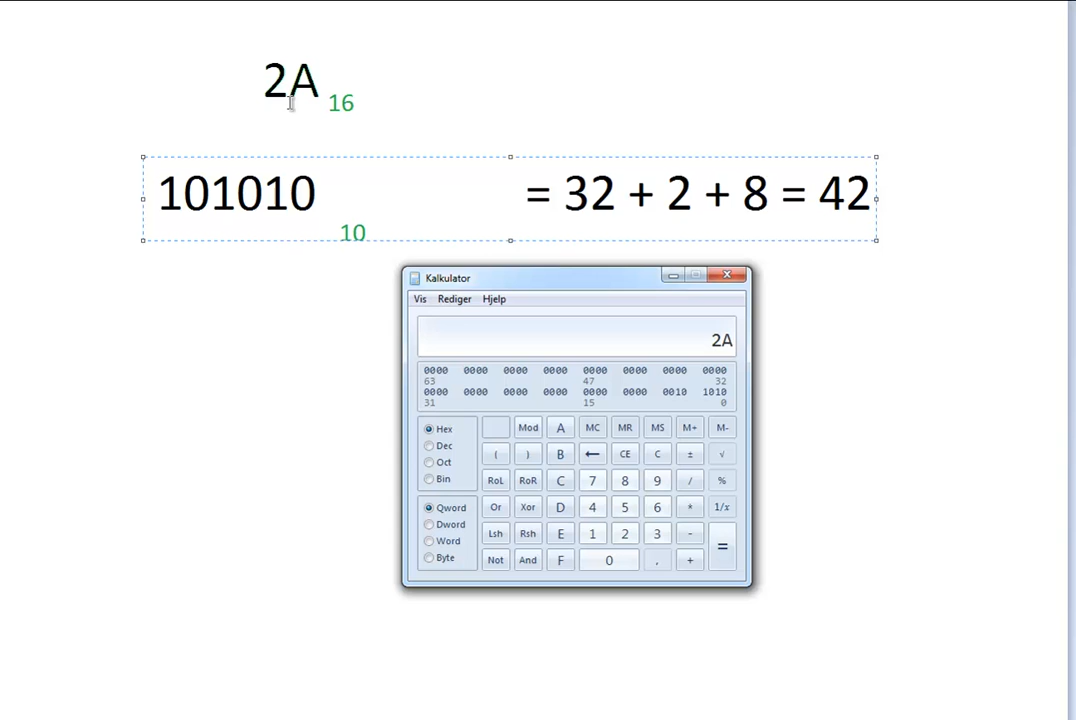 2A 16
101010 = 32 + 2 + 8 = 42
10
Kalkulator
Vis Rediger Hjelp
2A
0000 0000 0000 0000 0000 0000 0000 0000
63 47 32
0000 0000 0000 0000 0000 0000 0010 1010
31 15 0
Hex Mod A MC MR MS M+ M-
Dec ( ) B ← CE C ± √
Oct
Bin RoL RoR C 7 8 9 / %
Qword Or Xor D 4 5 6 * 1/x
Dword
Word Lsh Rsh E 1 2 3 - =
Byte Not And F 0 , +